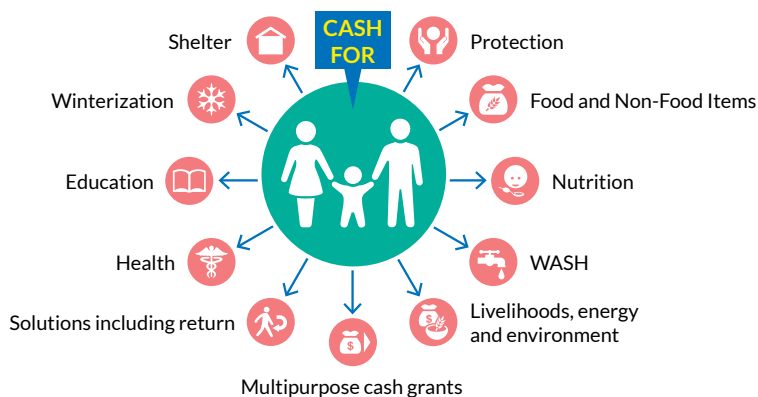 CASH
FOR
Shelter
Protection
Winterization
Food and Non-Food Items
Education
Nutrition
Health
WASH
Solutions including return
Livelihoods, energy
and environment
Multipurpose cash grants
$
$